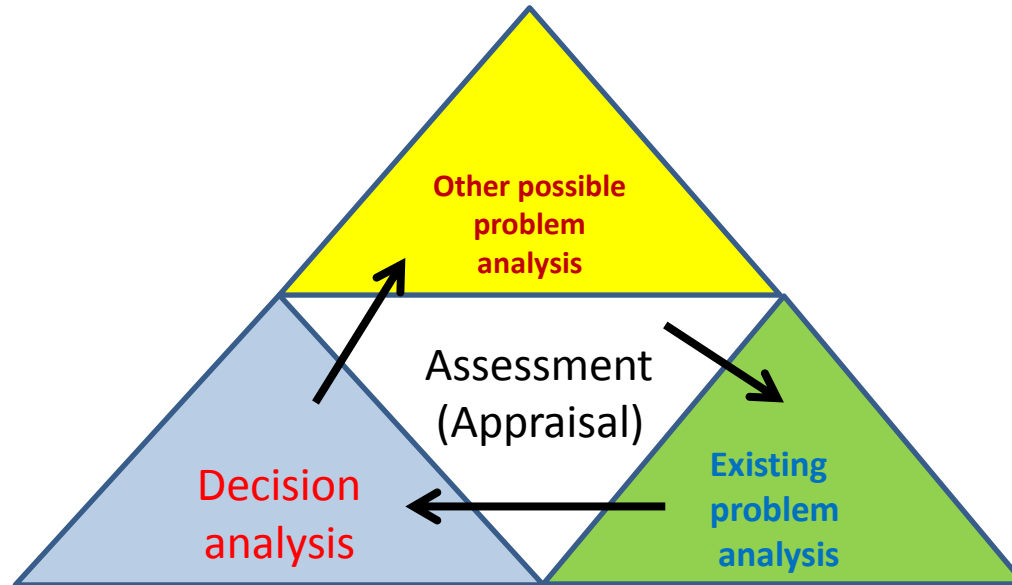 Other possible
problem
analysis
Assessment
(Appraisal)
Decision
analysis
Existing
problem
analysis